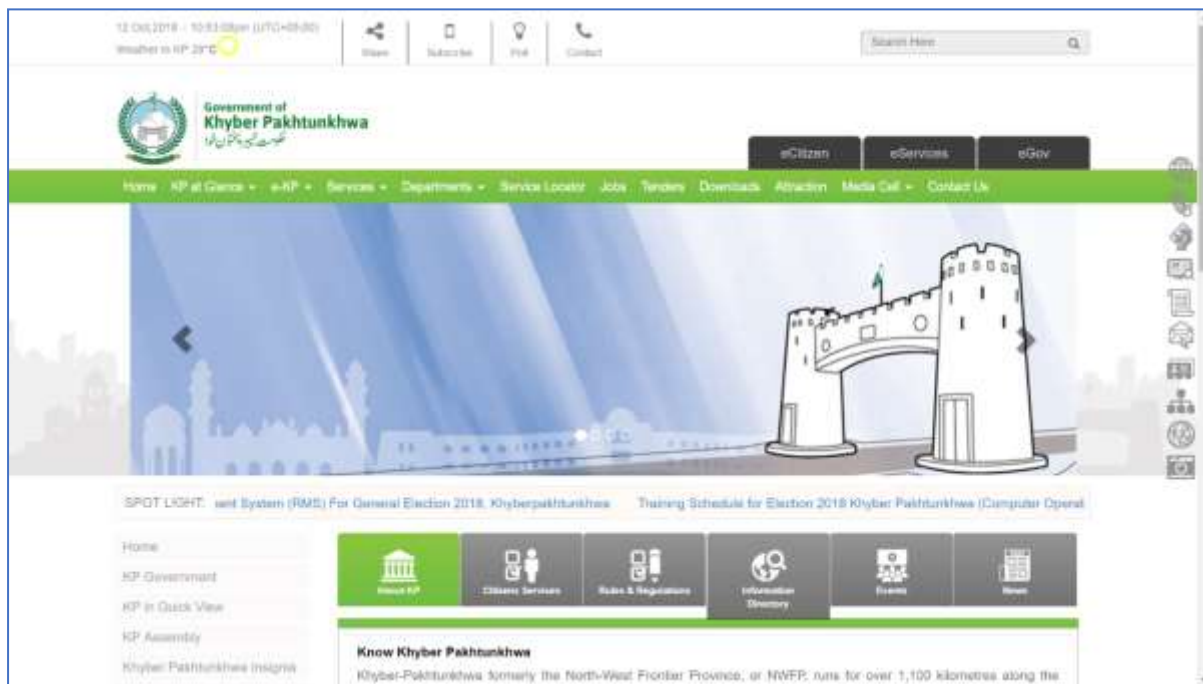 12 Oct,2018 - 10:53:08pm (UTC+05:00)
Weather in KP 28°C
Share
Subscribe
Poll
Contact
Search Here
Government of
Khyber Pakhtunkhwa
حکومت خیبر پختون خوا
eCitizen
eServices
eGov
Home KP at Glance e-KP Services Departments Service Locator Jobs Tenders Downloads Attraction Media Cell Contact Us
SPOT LIGHT: ent System (RMS) For General Election 2018, Khyberpakhtunkhwa Training Schedule for Election 2018 Khyber Pakhtunkhwa (Computer Operat
Home
KP Government
KP in Quick View
KP Assembly
Khyber Pakhtunkhwa Insignia
About KP
Citizens Services
Rules & Regulations
Information
Directory
Events
News
Know Khyber Pakhtunkhwa
Khyber-Pakhtunkhwa formerly the North-West Frontier Province, or NWFP, runs for over 1,100 kilometres along the